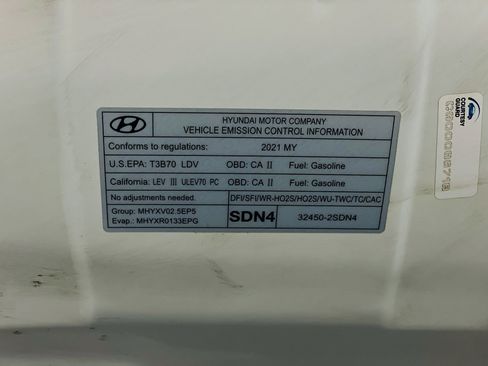 HYUNDAI MOTOR COMPANY
VEHICLE EMISSION CONTROL INFORMATION
Conforms to regulations: 2021 MY
U.S.EPA: T3B70 LDV OBD: CA II Fuel: Gasoline
California: LEV III ULEV70 PC OBD: CA II Fuel: Gasoline
No adjustments needed. DFI/SFI/WR-HO2S/HO2S/WU-TWC/TC/CAC
Group: MHYXV02.5EP5
Evap.: MHYXR0133EPG
SDN4
32450-2SDN4
COURTESY
GUARD